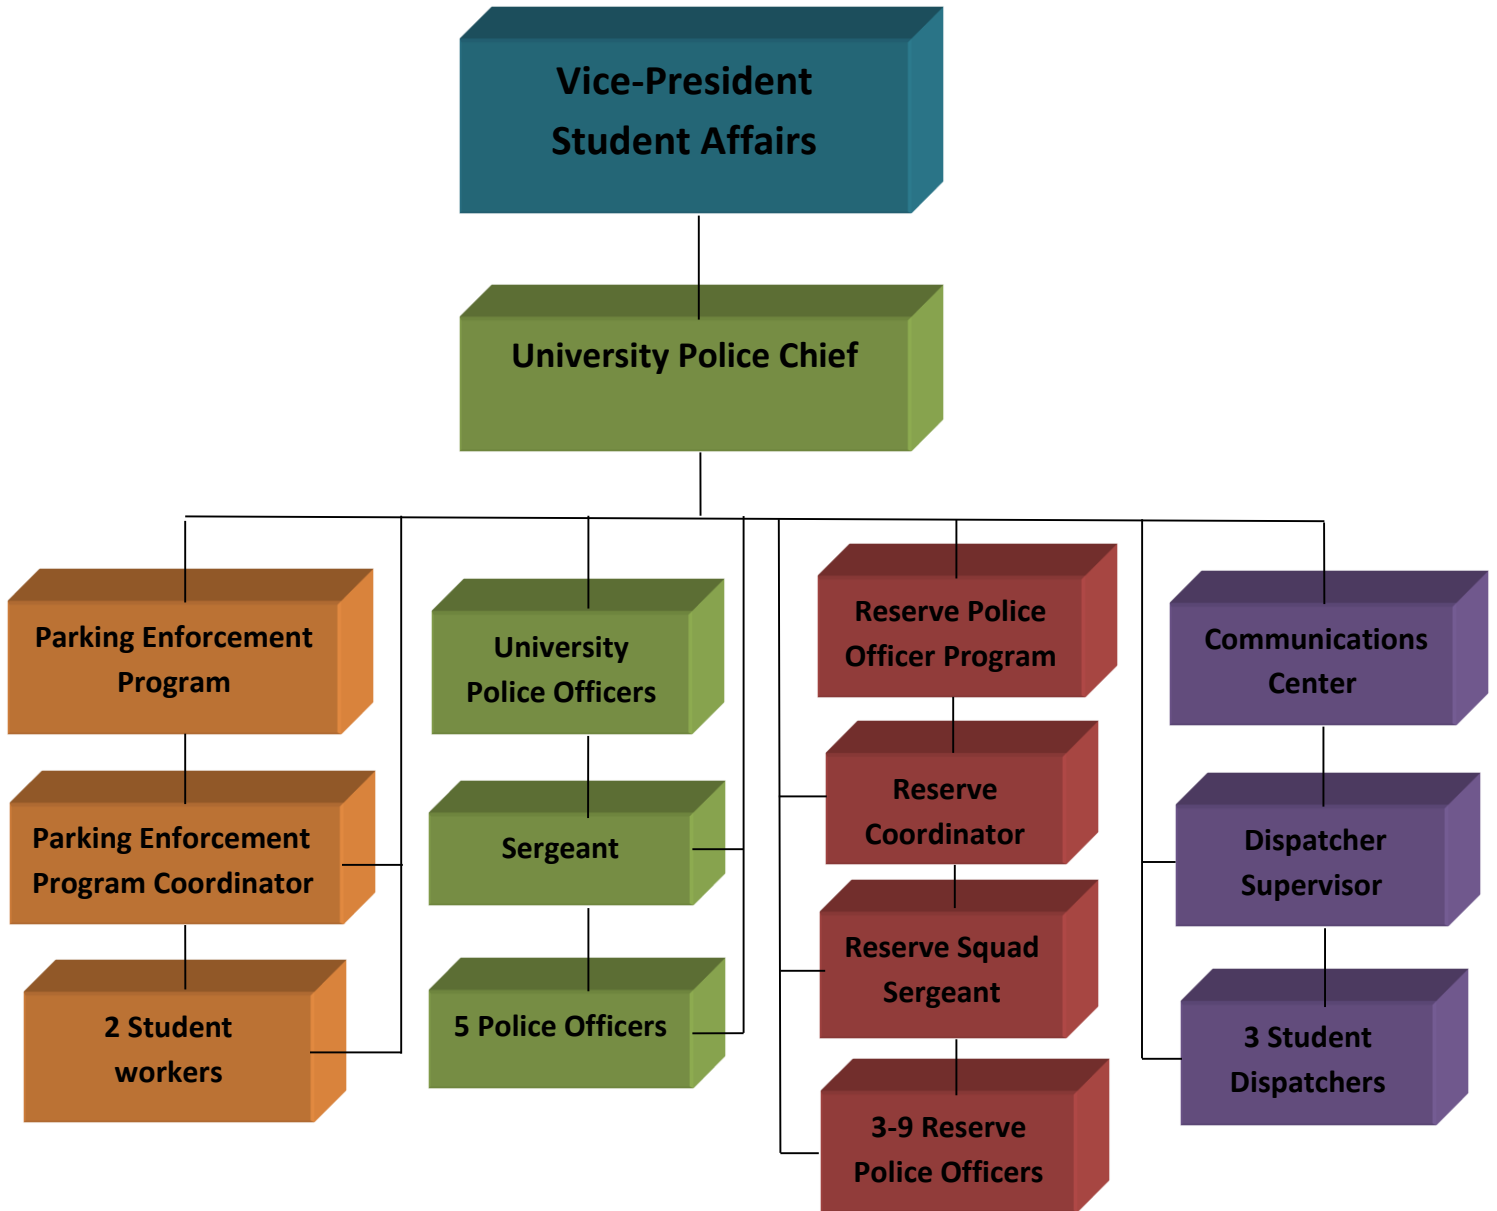 Vice-President
Student Affairs
University Police Chief
Parking Enforcement
Program
University
Police Officers
Reserve Police
Officer Program
Communications
Center
Parking Enforcement
Program Coordinator
Sergeant
Reserve
Coordinator
Dispatcher
Supervisor
2 Student
workers
5 Police Officers
Reserve Squad
Sergeant
3 Student
Dispatchers
3-9 Reserve
Police Officers